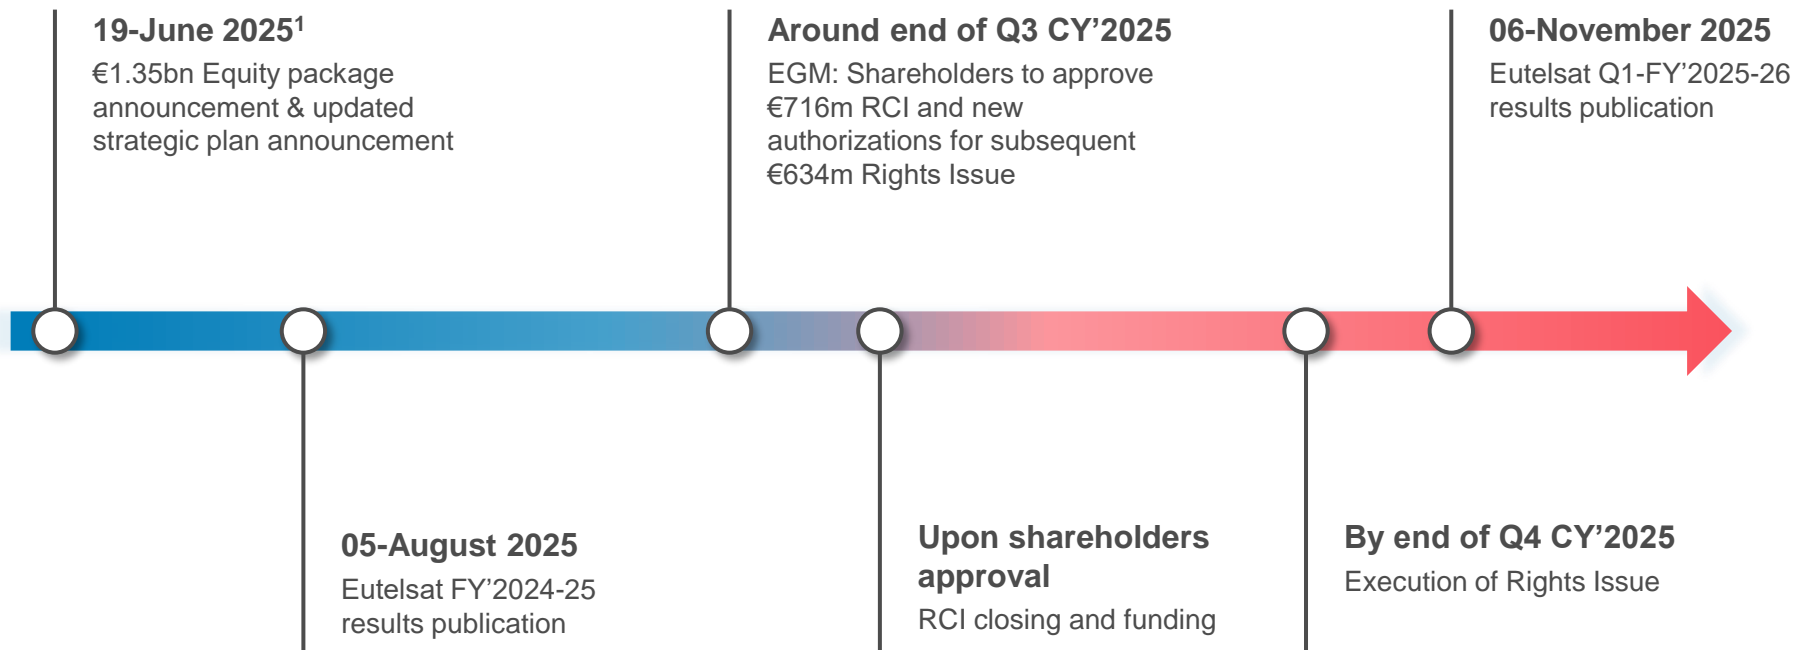 19-June 2025¹
€1.35bn Equity package
announcement & updated
strategic plan announcement
05-August 2025
Eutelsat FY’2024-25
results publication
Around end of Q3 CY’2025
EGM: Shareholders to approve
€716m RCI and new
authorizations for subsequent
€634m Rights Issue
Upon shareholders
approval
RCI closing and funding
By end of Q4 CY’2025
Execution of Rights Issue
06-November 2025
Eutelsat Q1-FY’2025-26
results publication